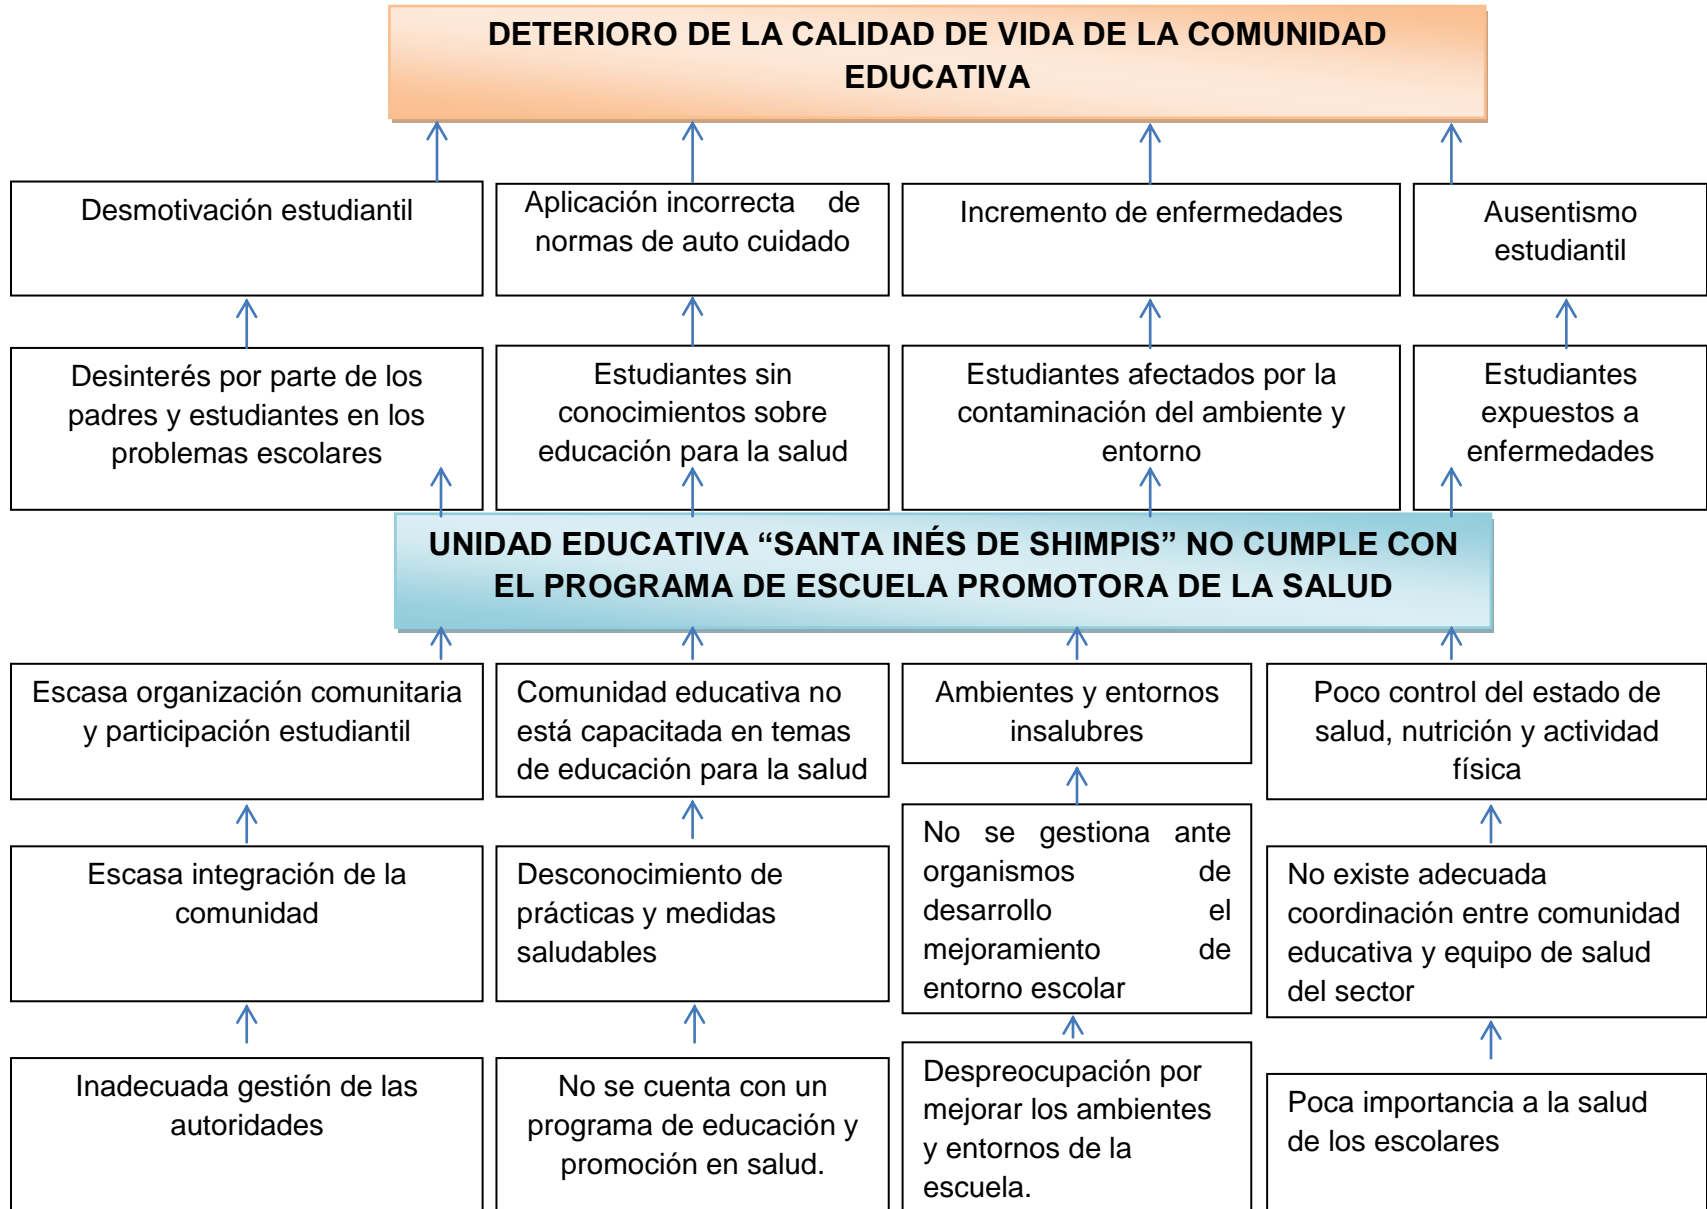 DETERIORO DE LA CALIDAD DE VIDA DE LA COMUNIDAD
EDUCATIVA
Desmotivación estudiantil
Aplicación incorrecta de
normas de auto cuidado
Incremento de enfermedades
Ausentismo
estudiantil
Desinterés por parte de los
padres y estudiantes en los
problemas escolares
Estudiantes sin
conocimientos sobre
educación para la salud
Estudiantes afectados por la
contaminación del ambiente y
entorno
Estudiantes
expuestos a
enfermedades
UNIDAD EDUCATIVA “SANTA INÉS DE SHIMPIS” NO CUMPLE CON
EL PROGRAMA DE ESCUELA PROMOTORA DE LA SALUD
Escasa organización comunitaria
y participación estudiantil
Comunidad educativa no
está capacitada en temas
de educación para la salud
Ambientes y entornos
insalubres
Poco control del estado de
salud, nutrición y actividad
física
Escasa integración de la
comunidad
Desconocimiento de
prácticas y medidas
saludables
No se gestiona ante
organismos de
desarrollo el
mejoramiento de
entorno escolar
No existe adecuada
coordinación entre comunidad
educativa y equipo de salud
del sector
Inadecuada gestión de las
autoridades
No se cuenta con un
programa de educación y
promoción en salud.
Despreocupación por
mejorar los ambientes
y entornos de la
escuela.
Poca importancia a la salud
de los escolares